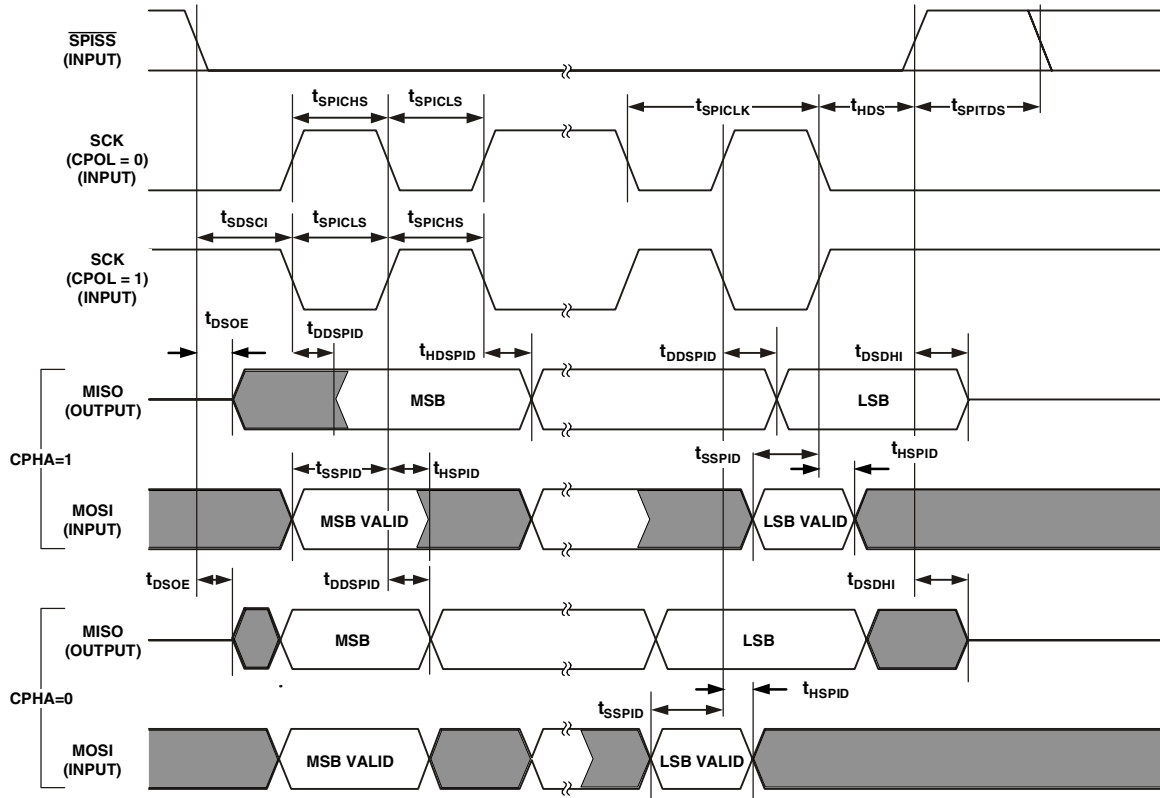 SPISS
(INPUT)
tSPICHS tSPICLS tSPICLK tHDS tSPITDS
SCK
(CPOL = 0)
(INPUT)
tSDSCI tSPICLS tSPICHS
SCK
(CPOL = 1)
(INPUT)
tDSOE tDDSPID tHDSPID tDDSPID tDSDHI
CPHA=1
MISO
(OUTPUT)
MSB LSB
tSSPID tHSPID tSSPID tHSPID
MOSI
(INPUT)
MSB VALID LSB VALID
tDSOE tDDSPID tDSDHI
CPHA=0
MISO
(OUTPUT)
MSB LSB
tSSPID tHSPID
MOSI
(INPUT)
MSB VALID LSB VALID